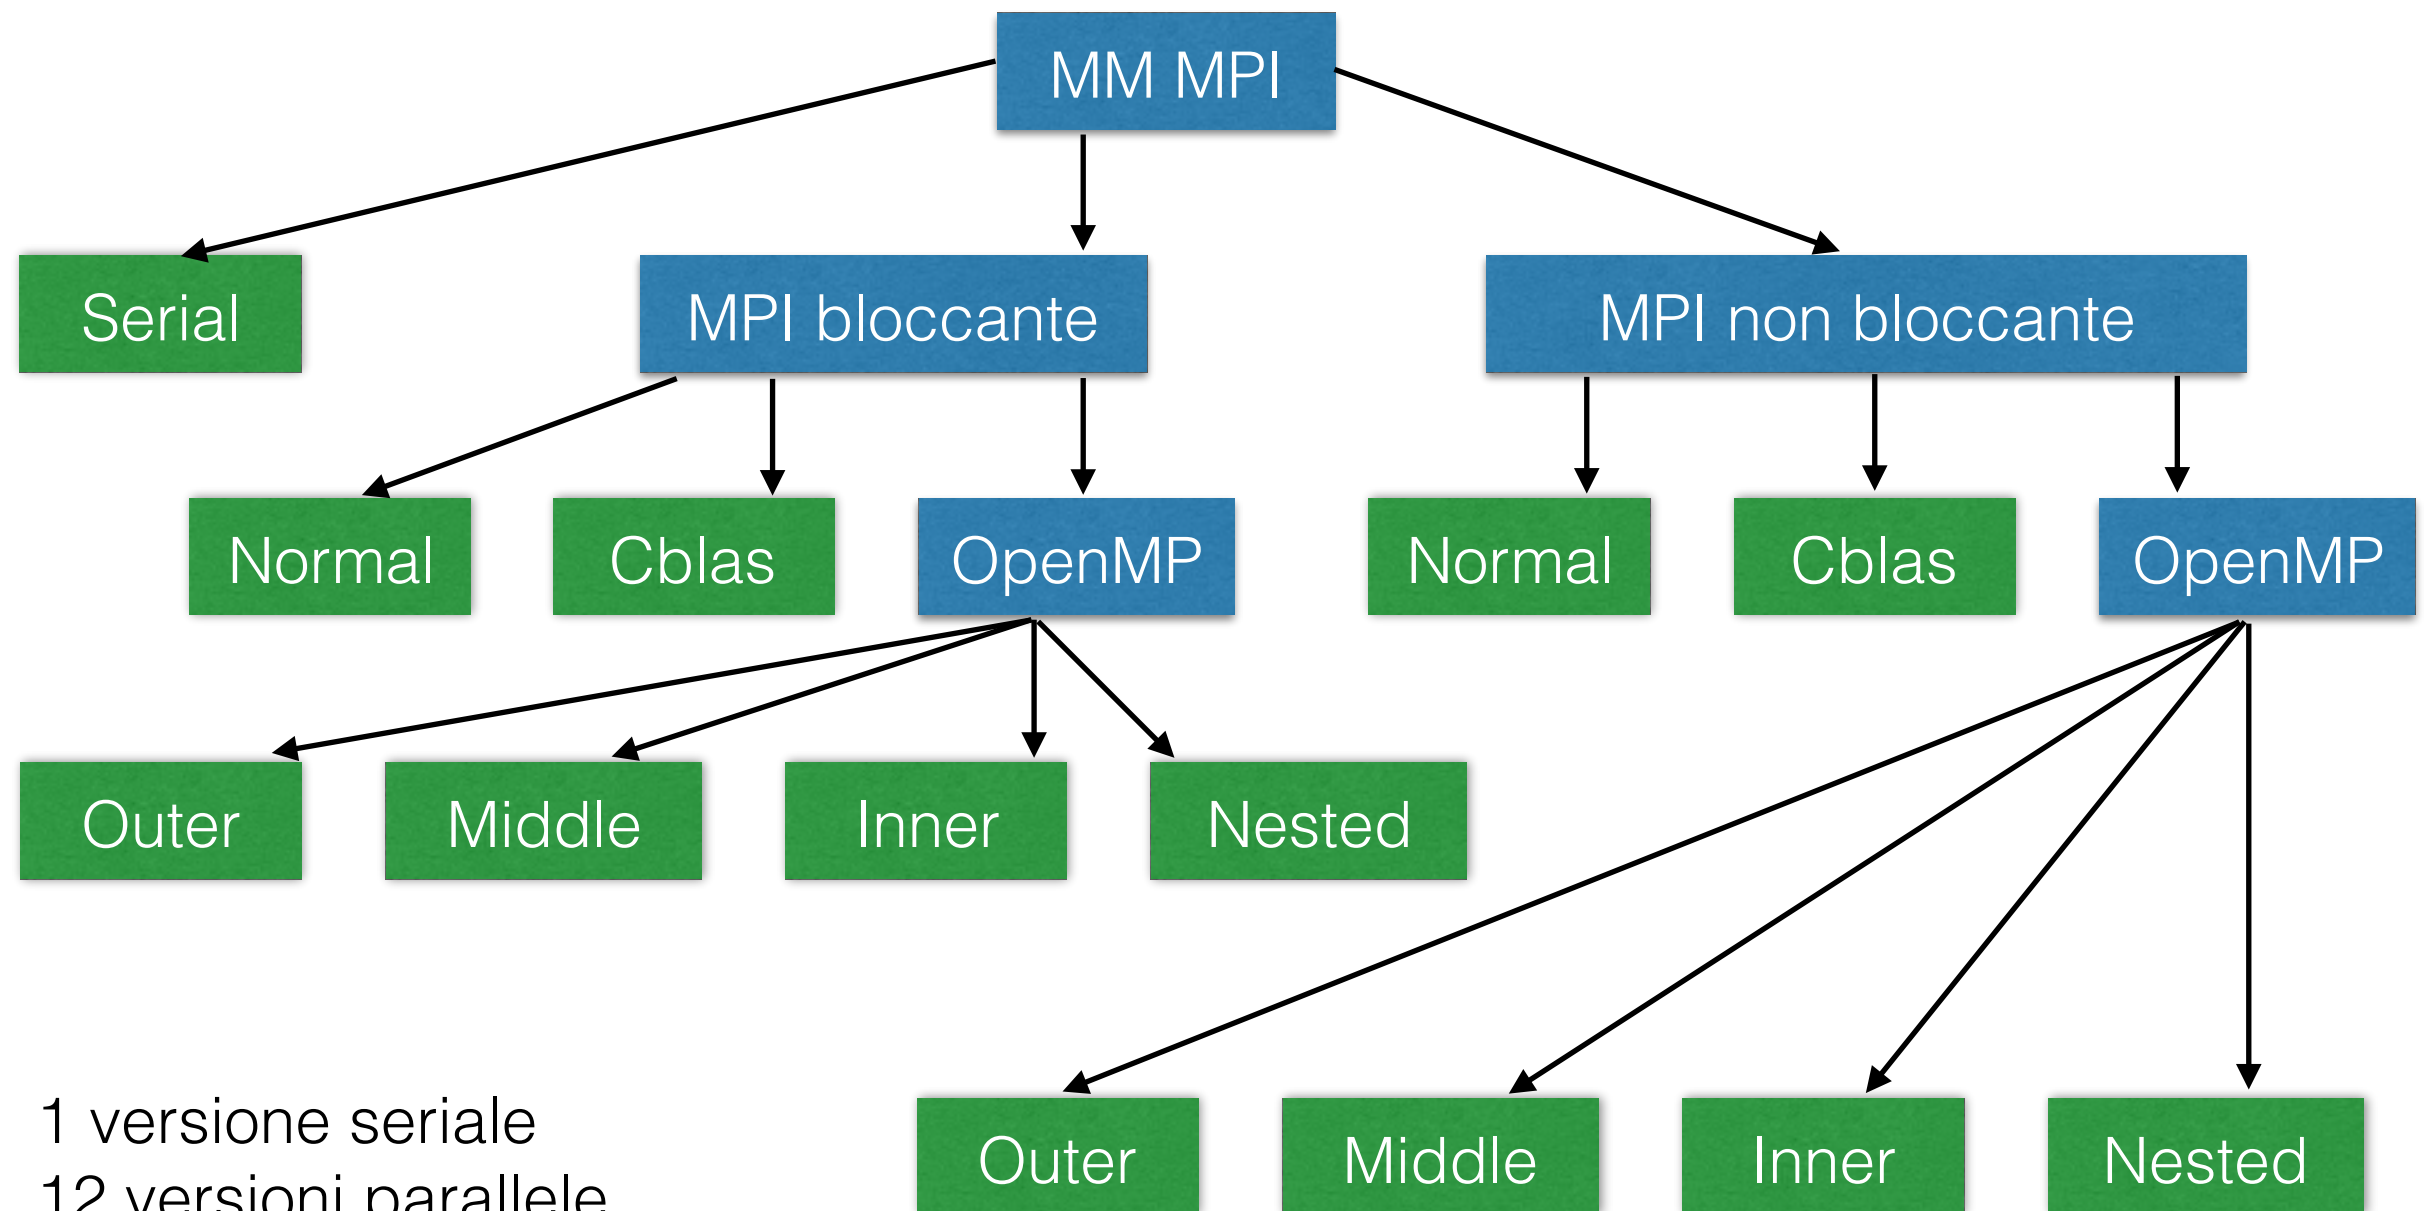 MM MPI
Serial
MPI bloccante
MPI non bloccante
Normal
Cblas
OpenMP
Normal
Cblas
OpenMP
Outer
Middle
Inner
Nested
1 versione seriale
12 versioni parallele
Outer
Middle
Inner
Nested